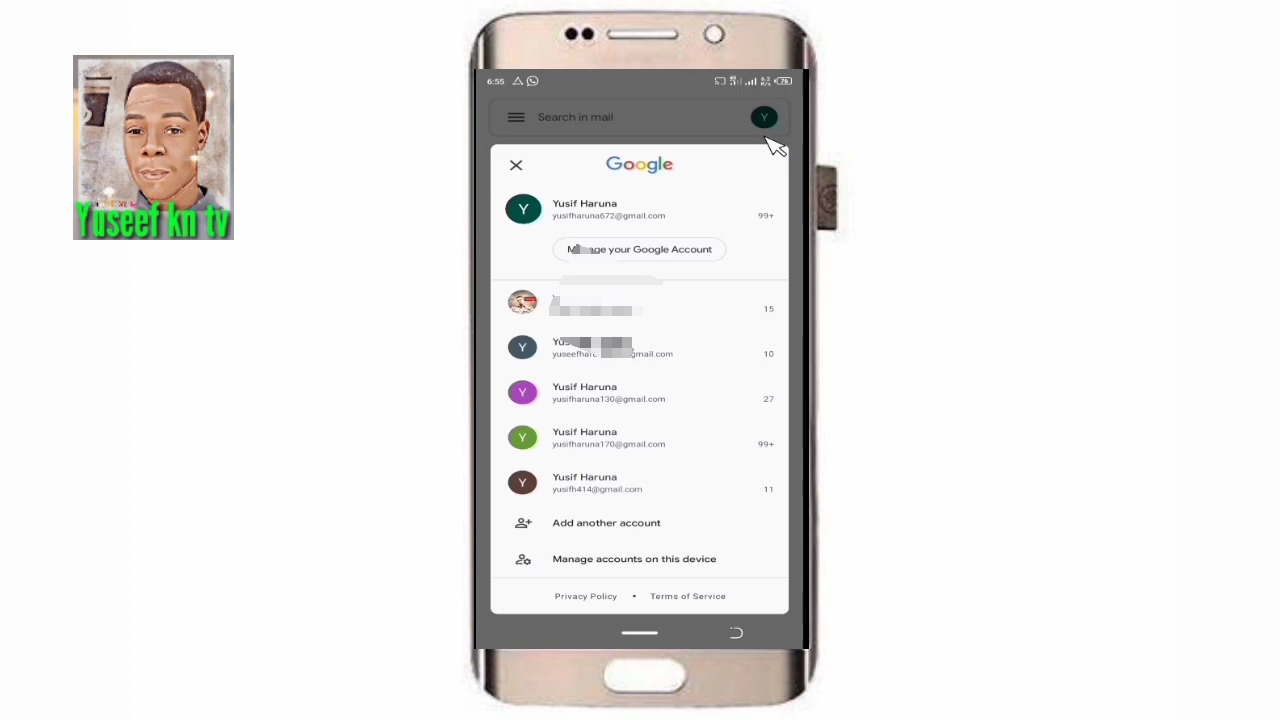 6:55
Search in mail
Y
Google
Y
Yusif Haruna
yusifharuna672@gmail.com
99+
your Google Account
15
10
Y
gmail.com
Y
Yusif Haruna
yusifharuna130@gmail.com
27
Y
Yusif Haruna
yusifharuna170@gmail.com
99+
Y
Yusif Haruna
yusifh414@gmail.com
11
Add another account
Manage accounts on this device
Privacy Policy • Terms of Service
Yuseef kn tv